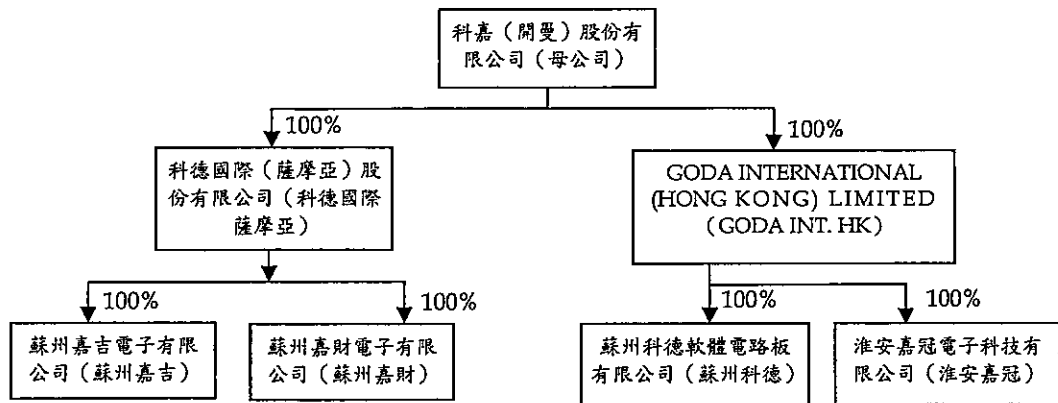 科嘉（開曼）股份有
限公司（母公司）
100%
100%
科德國際（薩摩亞）股
份有限公司（科德國際
薩摩亞）
GODA INTERNATIONAL
(HONG KONG) LIMITED
（GODA INT. HK）
100%
100%
100%
100%
蘇州嘉吉電子有限
公司（蘇州嘉吉）
蘇州嘉財電子有限
公司（蘇州嘉財）
蘇州科德軟體電路板
有限公司（蘇州科德）
淮安嘉冠電子科技有
限公司（淮安嘉冠）